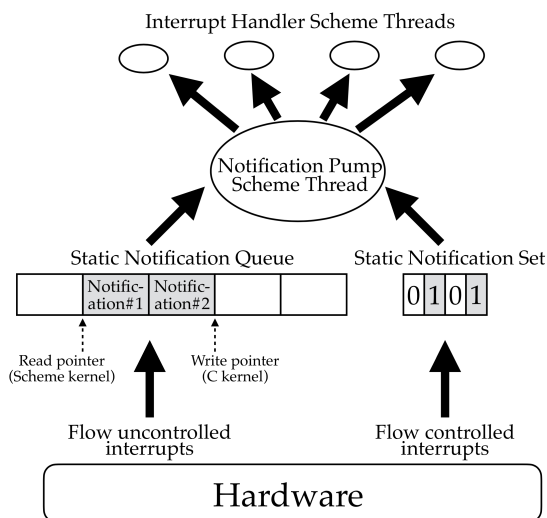 Interrupt Handler Scheme Threads
Notification Pump
Scheme Thread
Static Notification Queue
Static Notification Set
Notific-
ation#1
Notific-
ation#2
0 1 0 1
Read pointer
(Scheme kernel)
Write pointer
(C kernel)
Flow uncontrolled
interrupts
Flow controlled
interrupts
Hardware